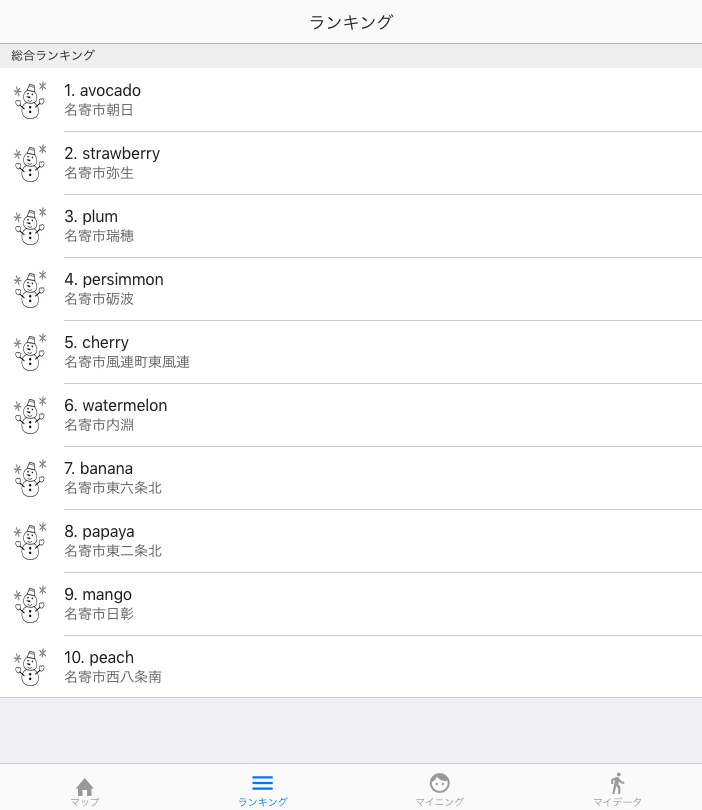 ランキング
総合ランキング
1. avocado
名寄市朝日
2. strawberry
名寄市弥生
3. plum
名寄市瑞穂
4. persimmon
名寄市砺波
5. cherry
名寄市風連町東風連
6. watermelon
名寄市内淵
7. banana
名寄市東六条北
8. papaya
名寄市東二条北
9. mango
名寄市日彰
10. peach
名寄市西八条南
マップ
ランキング
マイニング
マイデータ